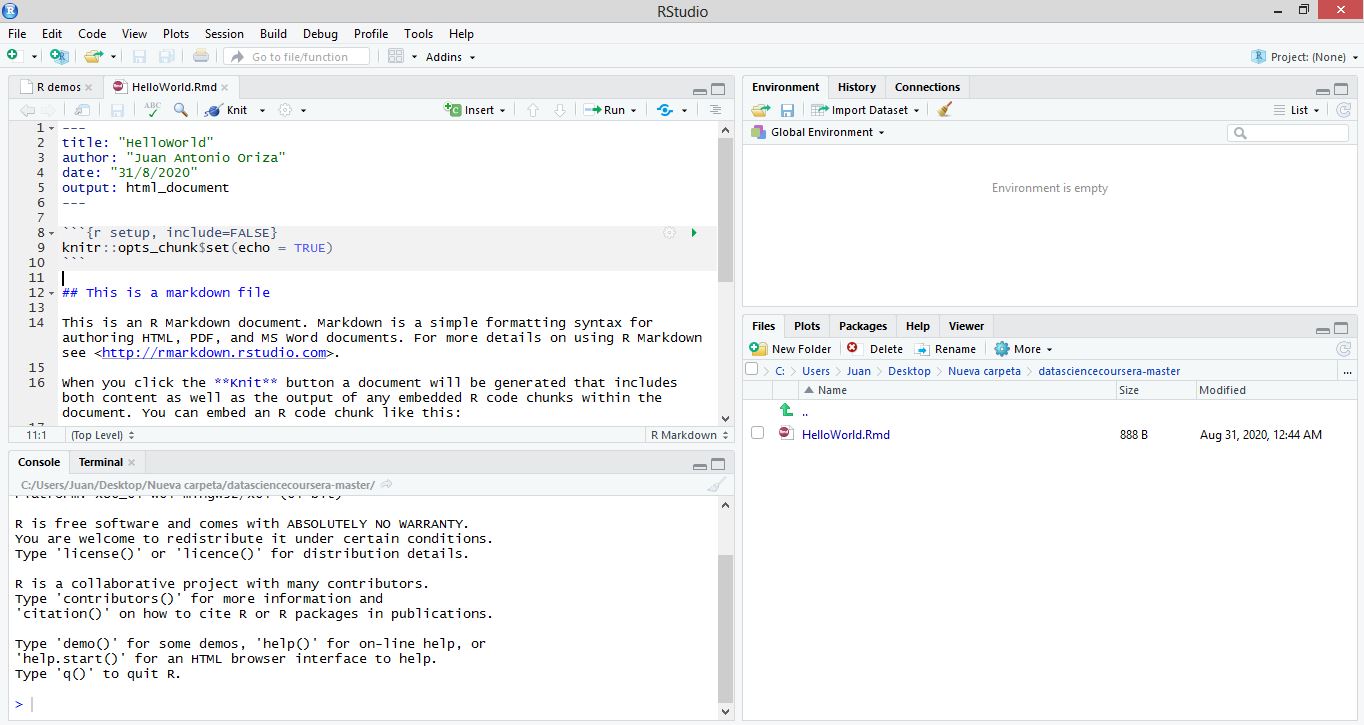 RStudio
File Edit Code View Plots Session Build Debug Profile Tools Help
Go to file/function Addins Project: (None)
R demos HelloWorld.Rmd
ABC Knit Insert Run
1 ---
2 title: "HelloWorld"
3 author: "Juan Antonio Oriza"
4 date: "31/8/2020"
5 output: html_document
6 ---
7
8 ```{r setup, include=FALSE}
9 knitr::opts_chunk$set(echo = TRUE)
10 ```
11
12 ## This is a markdown file
13
14 This is an R Markdown document. Markdown is a simple formatting syntax for
authoring HTML, PDF, and MS Word documents. For more details on using R Markdown
see <http://rmarkdown.rstudio.com>.
15
16 When you click the **Knit** button a document will be generated that includes
both content as well as the output of any embedded R code chunks within the
document. You can embed an R code chunk like this:
11:1 (Top Level) R Markdown
Console Terminal
C:/Users/Juan/Desktop/Nueva carpeta/datasciencecoursera-master/
R is free software and comes with ABSOLUTELY NO WARRANTY.
You are welcome to redistribute it under certain conditions.
Type 'license()' or 'licence()' for distribution details.
R is a collaborative project with many contributors.
Type 'contributors()' for more information and
'citation()' on how to cite R or R packages in publications.
Type 'demo()' for some demos, 'help()' for on-line help, or
'help.start()' for an HTML browser interface to help.
Type 'q()' to quit R.
>
Environment History Connections
Import Dataset List
Global Environment
Environment is empty
Files Plots Packages Help Viewer
New Folder Delete Rename More
C: Users Juan Desktop Nueva carpeta datasciencecoursera-master ...
Name Size Modified
..
HelloWorld.Rmd 888 B Aug 31, 2020, 12:44 AM